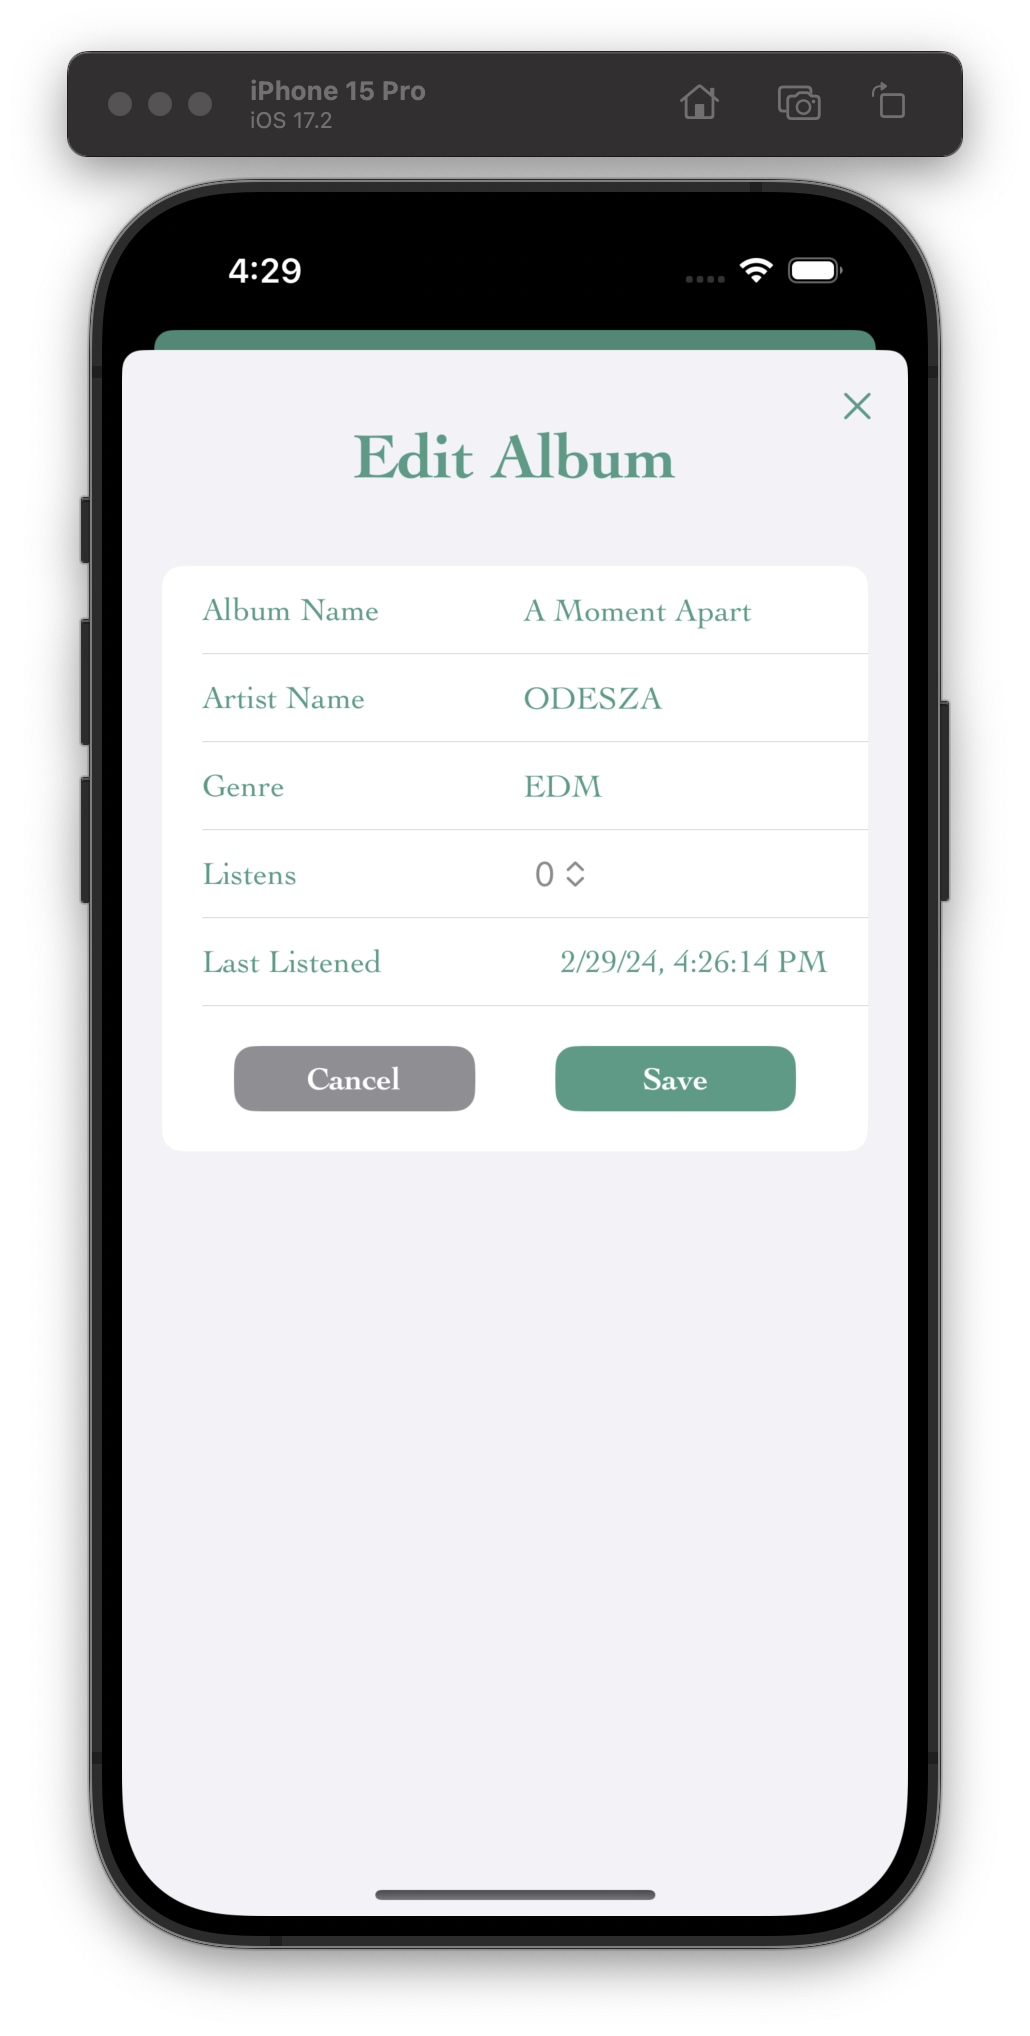 iPhone 15 Pro
iOS 17.2
4:29
Edit Album
Album Name A Moment Apart
Artist Name ODESZA
Genre EDM
Listens 0
Last Listened 2/29/24, 4:26:14 PM
Cancel Save